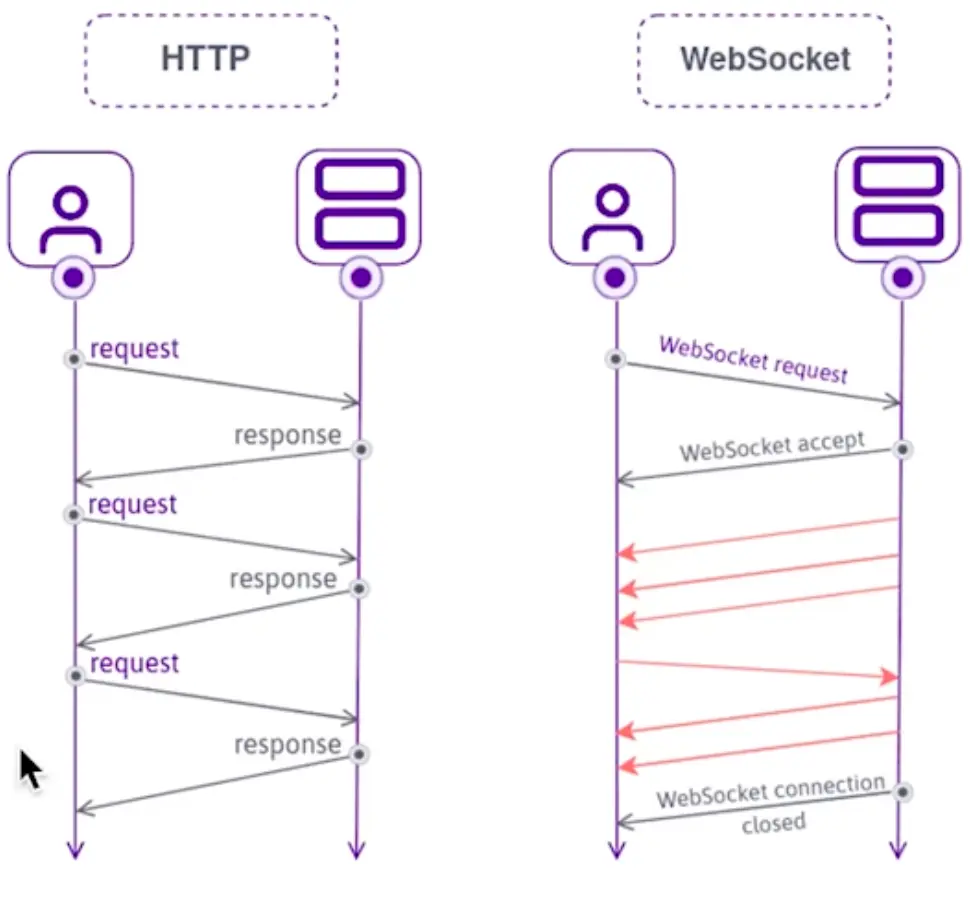 HTTP
request
response
request
response
request
response
WebSocket
WebSocket request
WebSocket accept
WebSocket connection
closed